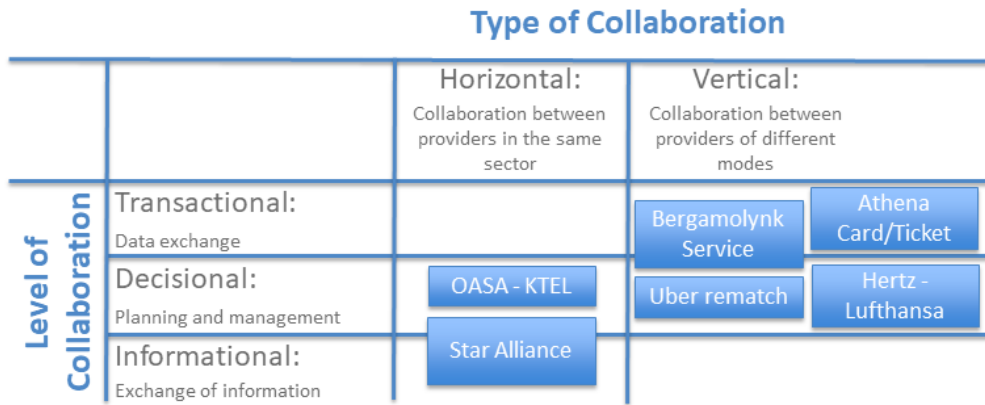 Type of Collaboration
Horizontal:
Collaboration between
providers in the same
sector
Vertical:
Collaboration between
providers of different
modes
Level of
Collaboration
Transactional:
Data exchange
Bergamolynk
Service
Athena
Card/Ticket
Decisional:
Planning and management
OASA - KTEL
Uber rematch
Hertz -
Lufthansa
Informational:
Exchange of information
Star Alliance